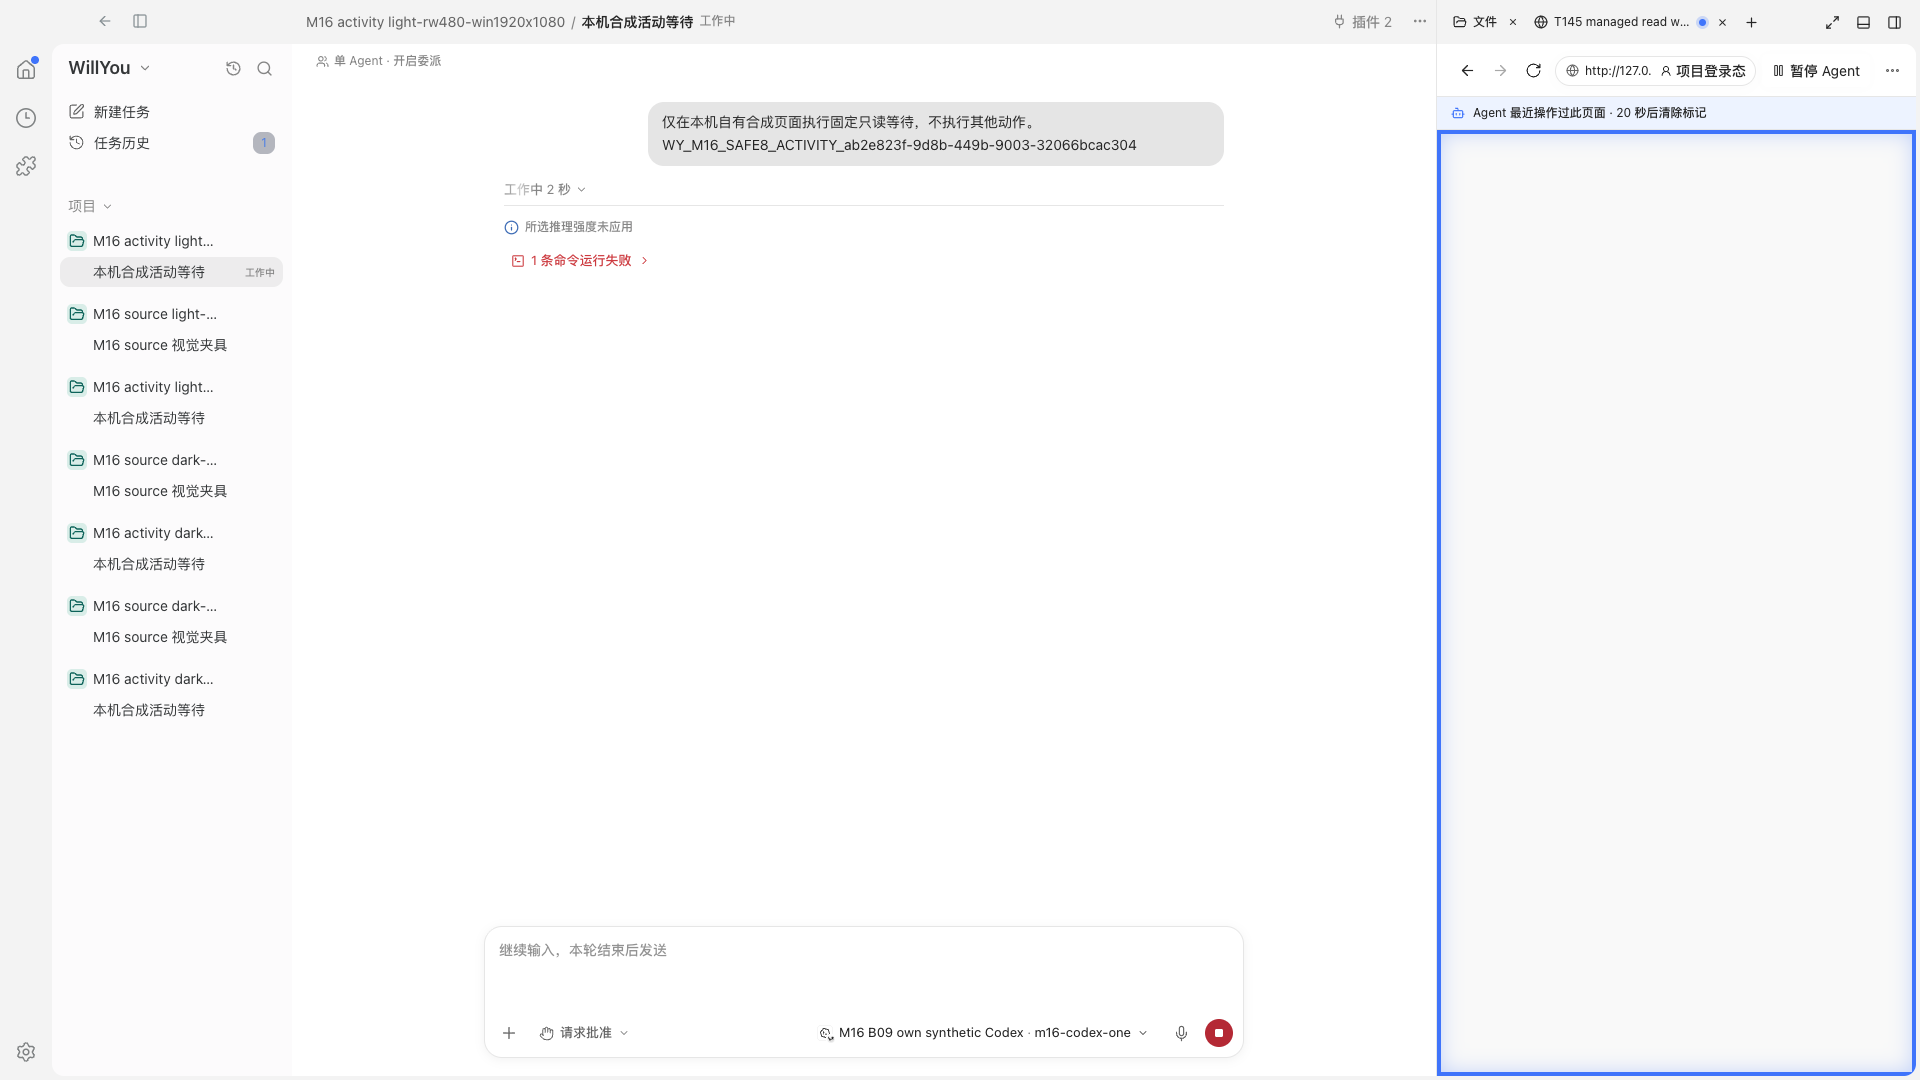 M16 activity light-rw480-win1920x1080 / 本机合成活动等待 工作中
插件 2
文件
T145 managed read w...
WillYou
新建任务
任务历史
1
项目
M16 activity light...
本机合成活动等待 工作中
M16 source light-...
M16 source 视觉夹具
M16 activity light...
本机合成活动等待
M16 source dark-...
M16 source 视觉夹具
M16 activity dark...
本机合成活动等待
M16 source dark-...
M16 source 视觉夹具
M16 activity dark...
本机合成活动等待
单 Agent · 开启委派
仅在本机自有合成页面执行固定只读等待，不执行其他动作。
WY_M16_SAFE8_ACTIVITY_ab2e823f-9d8b-449b-9003-32066bcac304
工作中 2 秒
所选推理强度未应用
1 条命令运行失败
继续输入，本轮结束后发送
请求批准
M16 B09 own synthetic Codex · m16-codex-one
http://127.0. 项目登录态
暂停 Agent
Agent 最近操作过此页面 · 20 秒后清除标记